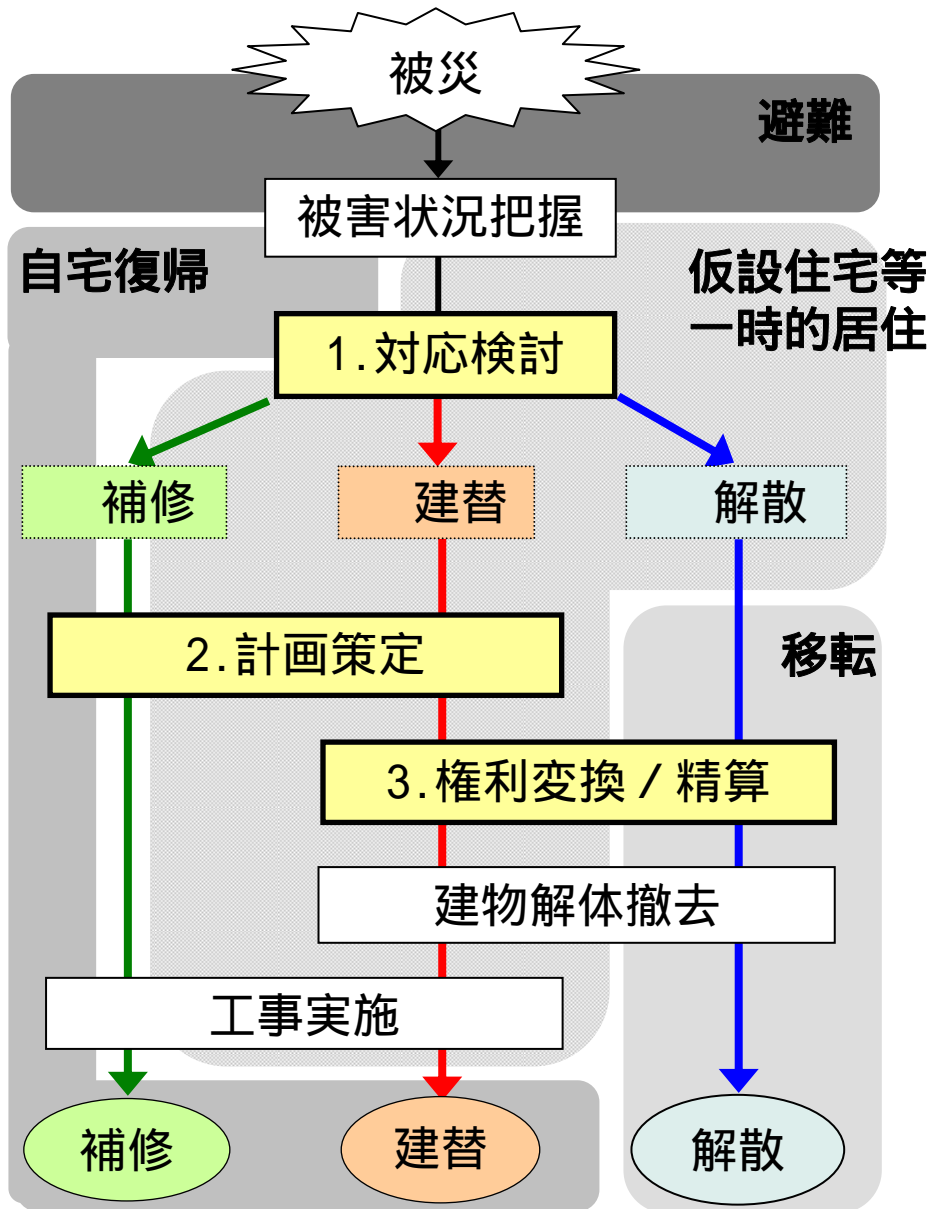 被災
避難
被害状況把握
自宅復帰
仮設住宅等
一時的居住
1.対応検討
補修
建替
解散
2.計画策定
移転
3.権利変換/精算
建物解体撤去
工事実施
補修
建替
解散